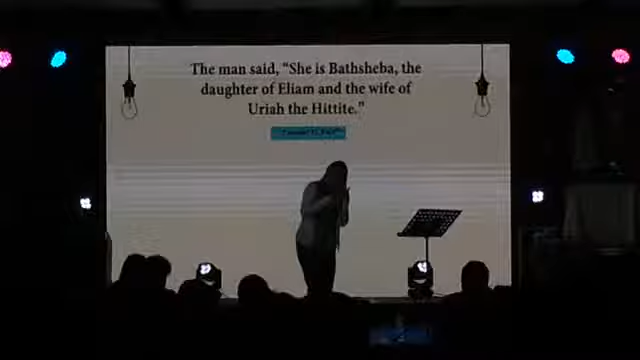 The man said, “She is Bathsheba, the
daughter of Eliam and the wife of
Uriah the Hittite.”